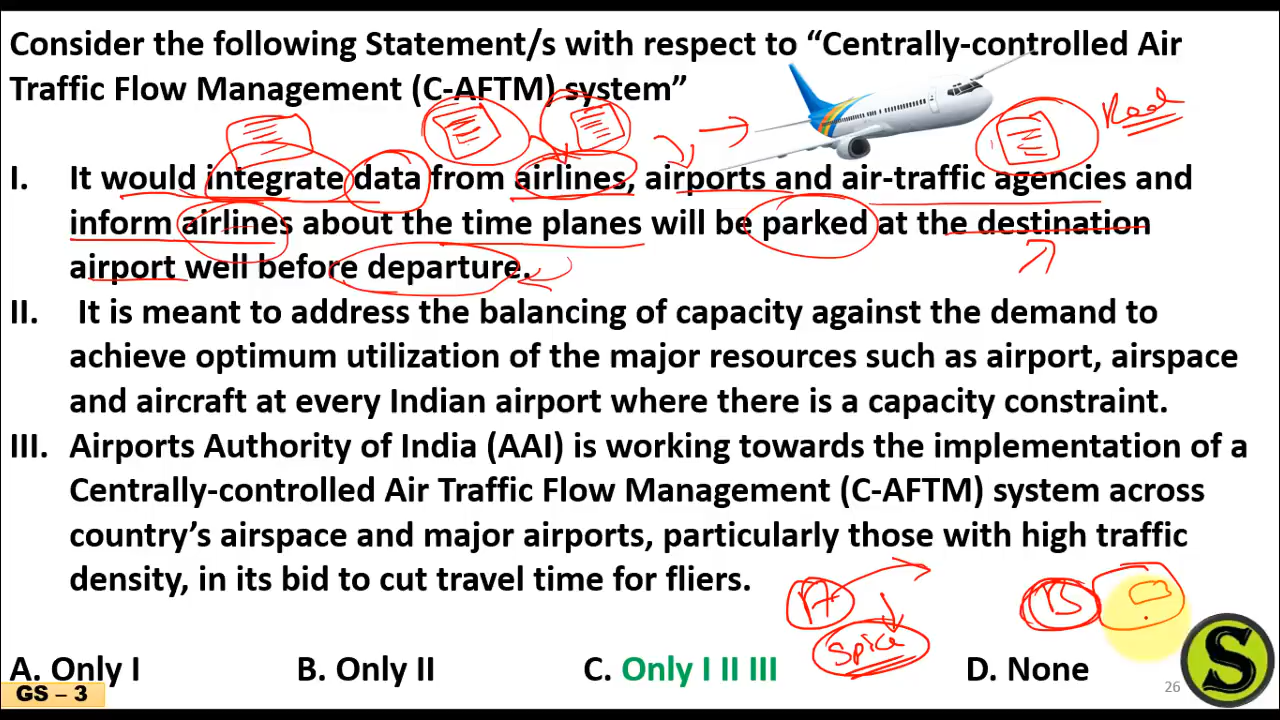 Consider the following Statement/s with respect to “Centrally-controlled Air
Traffic Flow Management (C-AFTM) system”
I. It would integrate data from airlines, airports and air-traffic agencies and
inform airlines about the time planes will be parked at the destination
airport well before departure.
II. It is meant to address the balancing of capacity against the demand to
achieve optimum utilization of the major resources such as airport, airspace
and aircraft at every Indian airport where there is a capacity constraint.
III. Airports Authority of India (AAI) is working towards the implementation of a
Centrally-controlled Air Traffic Flow Management (C-AFTM) system across
country’s airspace and major airports, particularly those with high traffic
density, in its bid to cut travel time for fliers.
Spice
A. Only I B. Only II C. Only I II III D. None
GS – 3
26
S